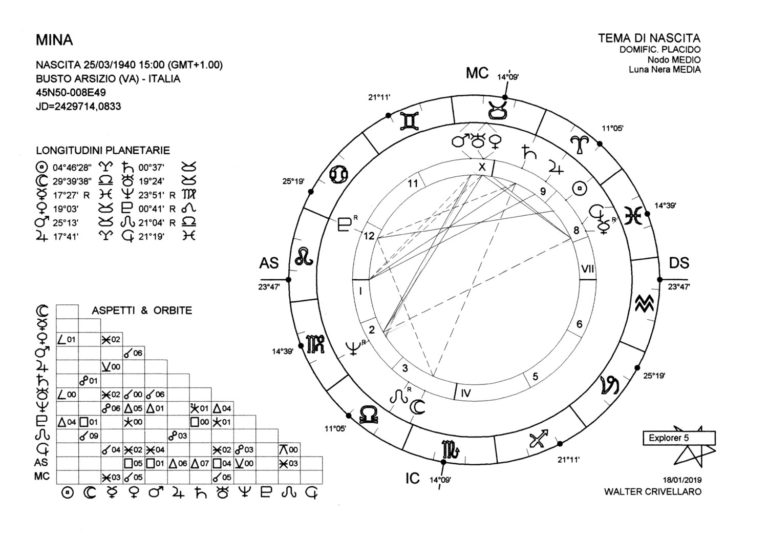 MINA
NASCITA 25/03/1940 15:00 (GMT+1.00)
BUSTO ARSIZIO (VA) - ITALIA
45N50-008E49
JD=2429714,0833
TEMA DI NASCITA
DOMIFIC. PLACIDO
Nodo MEDIO
Luna Nera MEDIA
LONGITUDINI PLANETARIE
☉ 04°46'28" ♈ ♄ 00°37' ♉
☾ 29°39'38" ♎ ♅ 19°24' ♉
☿ 17°27' R ♓ ♆ 23°51' R ♍
♀ 19°03' ♉ ♇ 00°41' R ♌
♂ 25°13' ♉ ☊ 21°04' R ♎
♃ 17°41' ♈ ⚸ 21°19' ♓
MC
14°09'
11°05'
14°39'
DS
23°47'
25°19'
21°11'
IC 14°09'
11°05'
14°39'
AS
23°47'
25°19'
21°11'
I
2
3
IV
5
6
VII
8
9
X
11
12
R
R
R
R
ASPETTI & ORBITE
∠01 ⚹02
☌06
⚺00
☍01
∠00 ⚹02 ☌00 ☌06
☍06 △05 △01 01 △04
△04 □01 ⚹00 □00 ⚹01
☌09 ☍03
☌04 ⚹02 ⚹04 ⚹02 ☍03 00
AS □05 □01 △06 △07 □04 ⚺00 ⚹03
MC ⚹03 ☌05 ☌05
☉ ☾ ☿ ♀ ♂ ♃ ♄ ♅ ♆ ♇ ☊ ⚸
Explorer 5
18/01/2019
WALTER CRIVELLARO